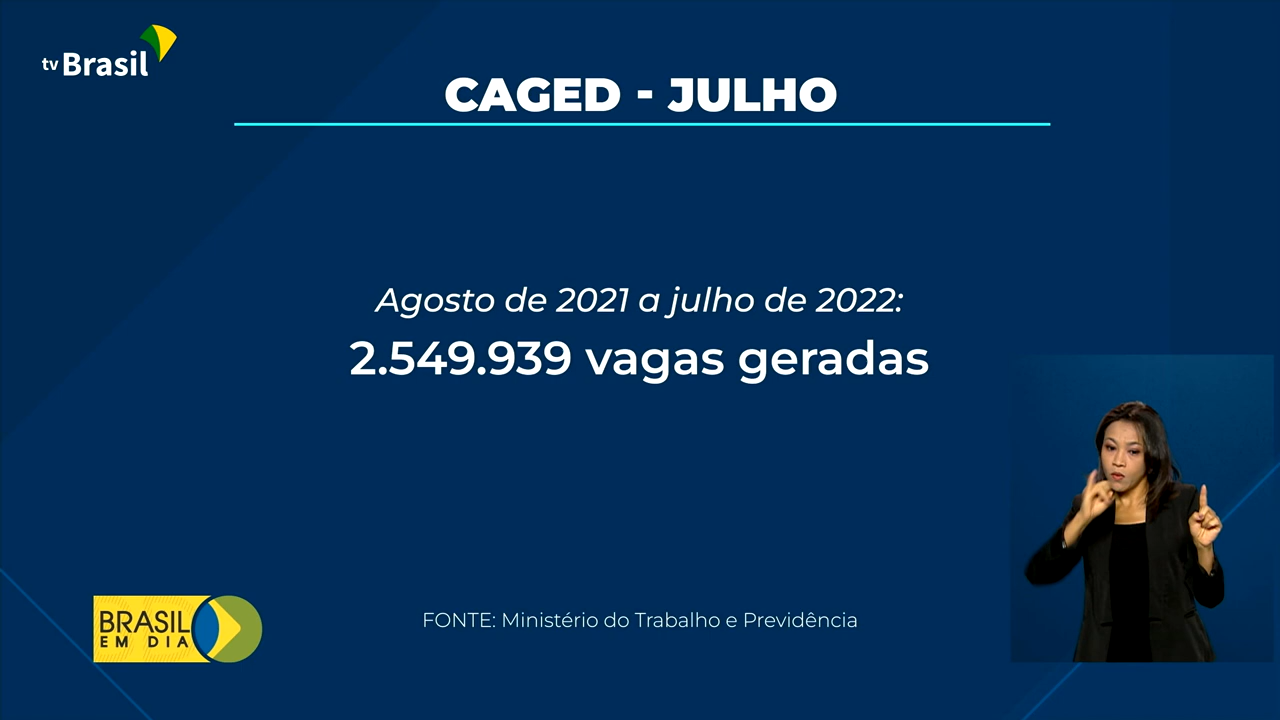 tv Brasil
CAGED - JULHO
Agosto de 2021 a julho de 2022:
2.549.939 vagas geradas
BRASIL
EM DIA
FONTE: Ministério do Trabalho e Previdência